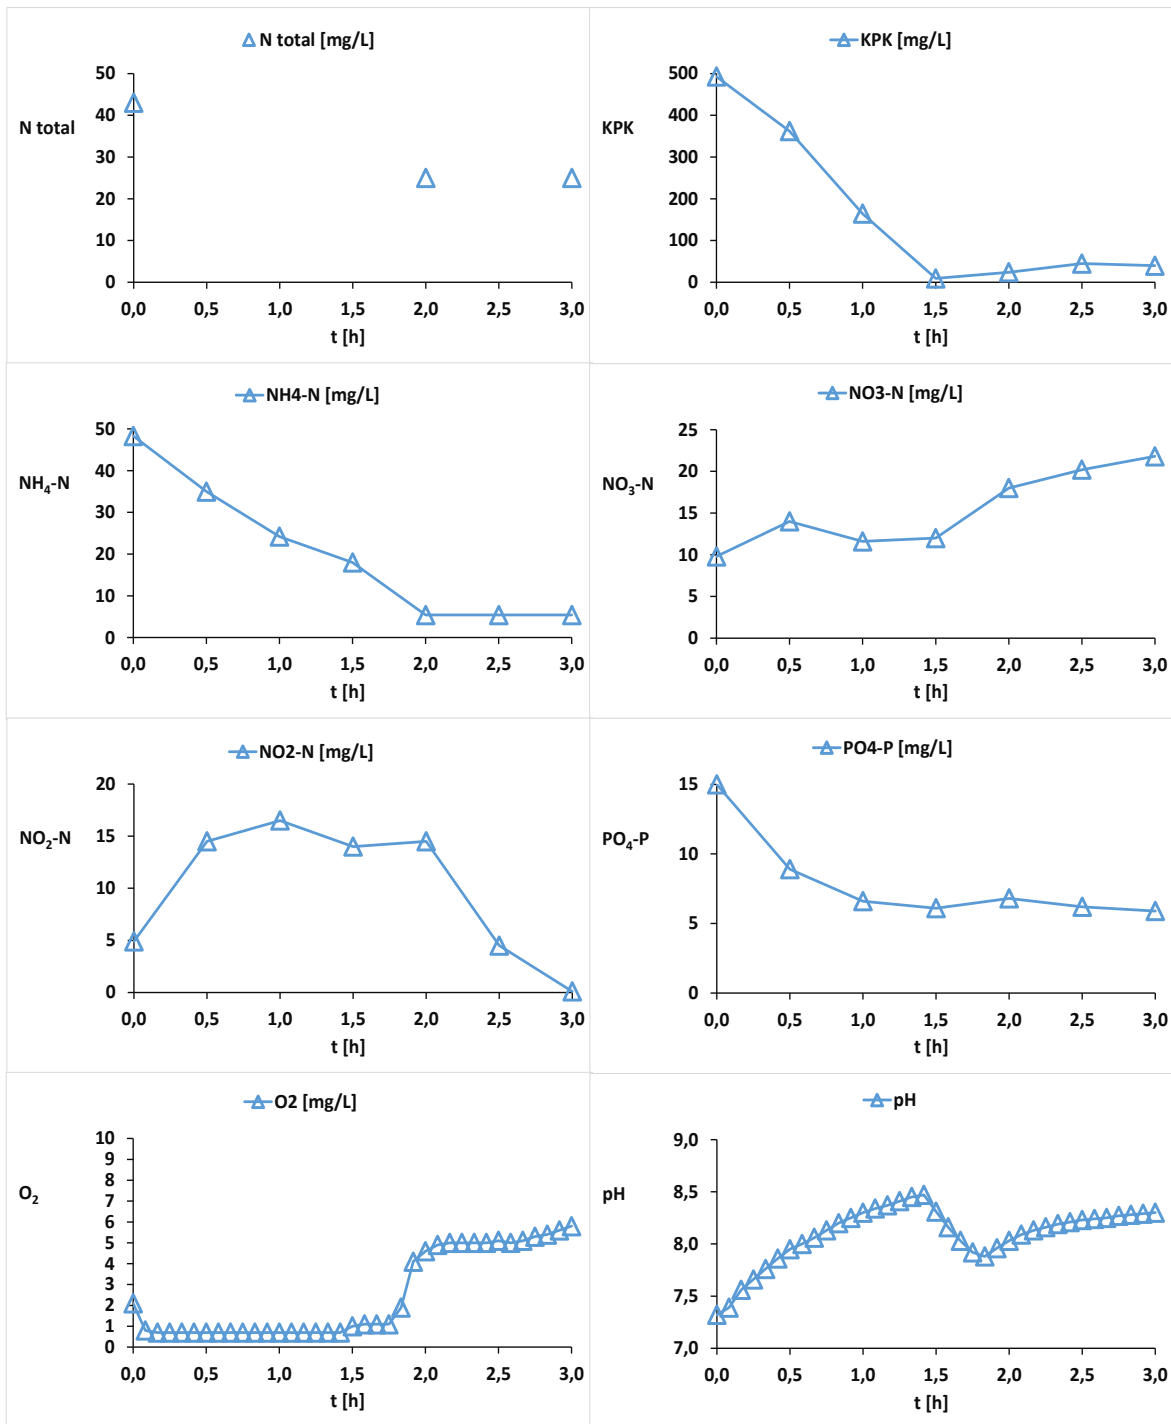 N total [mg/L]
50
40
N total
30
20
10
0
0,0 0,5 1,0 1,5 2,0 2,5 3,0
t [h]
KPK [mg/L]
500
400
KPK
300
200
100
0
0,0 0,5 1,0 1,5 2,0 2,5 3,0
t [h]
NH4-N [mg/L]
50
40
NH₄-N
30
20
10
0
0,0 0,5 1,0 1,5 2,0 2,5 3,0
t [h]
NO3-N [mg/L]
25
20
NO₃-N
15
10
5
0
0,0 0,5 1,0 1,5 2,0 2,5 3,0
t [h]
NO2-N [mg/L]
20
15
NO₂-N
10
5
0
0,0 0,5 1,0 1,5 2,0 2,5 3,0
t [h]
PO4-P [mg/L]
15
PO₄-P
10
5
0
0,0 0,5 1,0 1,5 2,0 2,5 3,0
t [h]
O2 [mg/L]
10
9
8
O₂
7
6
5
4
3
2
1
0
0,0 0,5 1,0 1,5 2,0 2,5 3,0
t [h]
pH
9,0
8,5
pH
8,0
7,5
7,0
0,0 0,5 1,0 1,5 2,0 2,5 3,0
t [h]